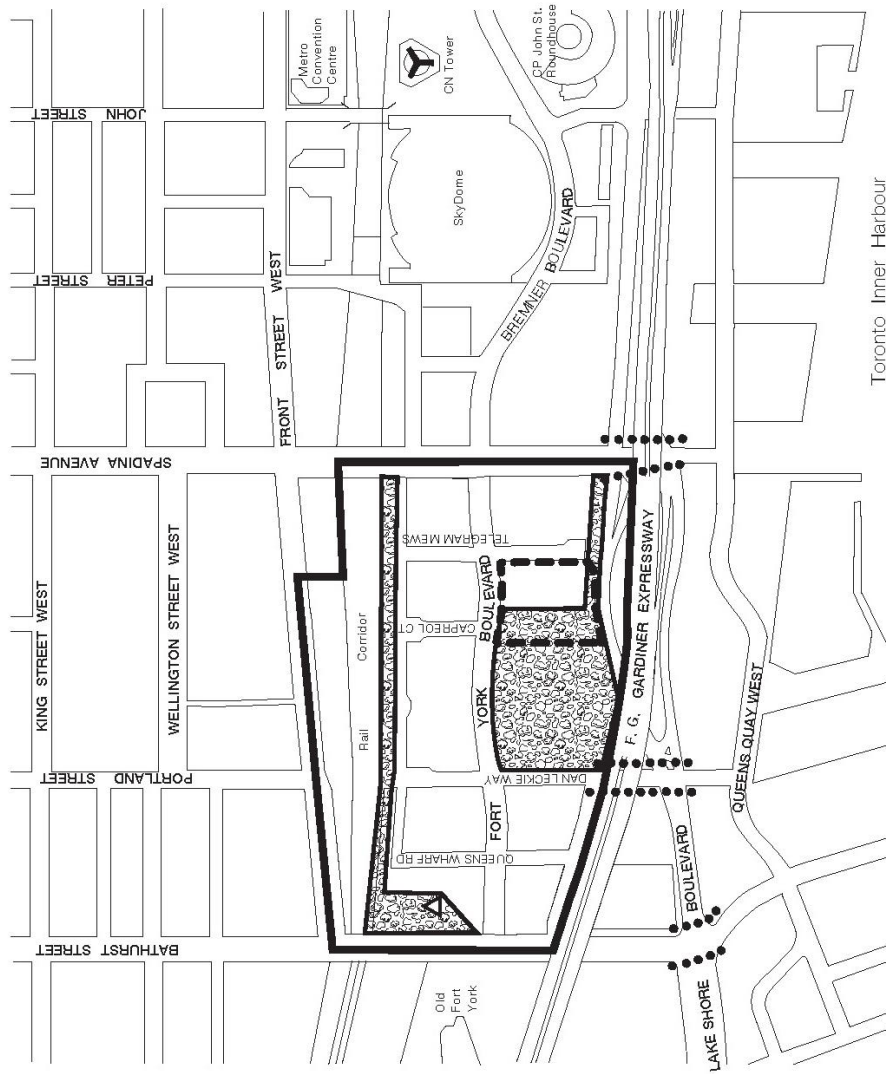 JOHN STREET
PETER STREET
SPADINA AVENUE
PORTLAND STREET
BATHURST STREET
KING STREET WEST
WELLINGTON STREET WEST
FRONT STREET WEST
Metro
Convention
Centre
CN Tower
CP John St.
Roundhouse
SkyDome
BREMNER BOULEVARD
Toronto Inner Harbour
TELEGRAM MEWS
CAPREOL CT
Rail Corridor
FORT YORK BOULEVARD
DAN LECKIE WAY
QUEENS WHARF RD
F. G. GARDINER EXPRESSWAY
QUEENS QUAY WEST
LAKE SHORE BOULEVARD
Old
Fort
York